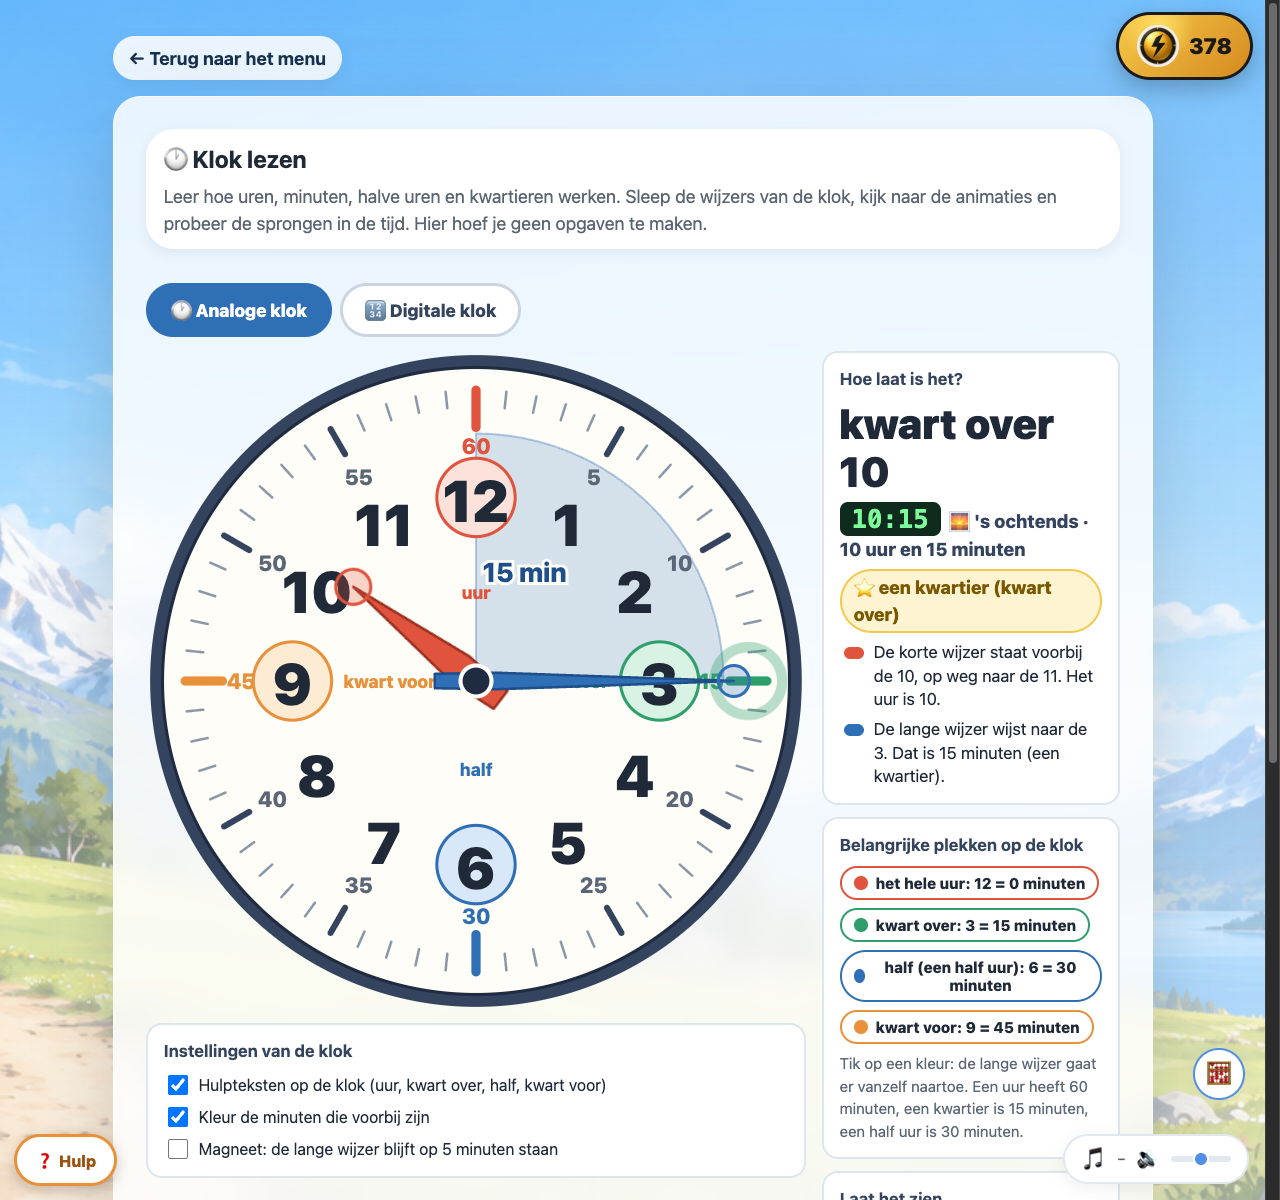 ← Terug naar het menu
378
Klok lezen
Leer hoe uren, minuten, halve uren en kwartieren werken. Sleep de wijzers van de klok, kijk naar de animaties en
probeer de sprongen in de tijd. Hier hoef je geen opgaven te maken.
Analoge klok
Digitale klok
60
12
55
5
11
1
50
10
10
2
15 min
uur
45
9
kwart voor
3
15
half
8
4
40
20
7
5
6
35
25
30
Instellingen van de klok
Hulpteksten op de klok (uur, kwart over, half, kwart voor)
Kleur de minuten die voorbij zijn
Magneet: de lange wijzer blijft op 5 minuten staan
Hoe laat is het?
kwart over
10
10:15 's ochtends ·
10 uur en 15 minuten
een kwartier (kwart
over)
De korte wijzer staat voorbij
de 10, op weg naar de 11. Het
uur is 10.
De lange wijzer wijst naar de
3. Dat is 15 minuten (een
kwartier).
Belangrijke plekken op de klok
het hele uur: 12 = 0 minuten
kwart over: 3 = 15 minuten
half (een half uur): 6 = 30
minuten
kwart voor: 9 = 45 minuten
Tik op een kleur: de lange wijzer gaat
er vanzelf naartoe. Een uur heeft 60
minuten, een kwartier is 15 minuten,
een half uur is 30 minuten.
Laat het zien
? Hulp
–